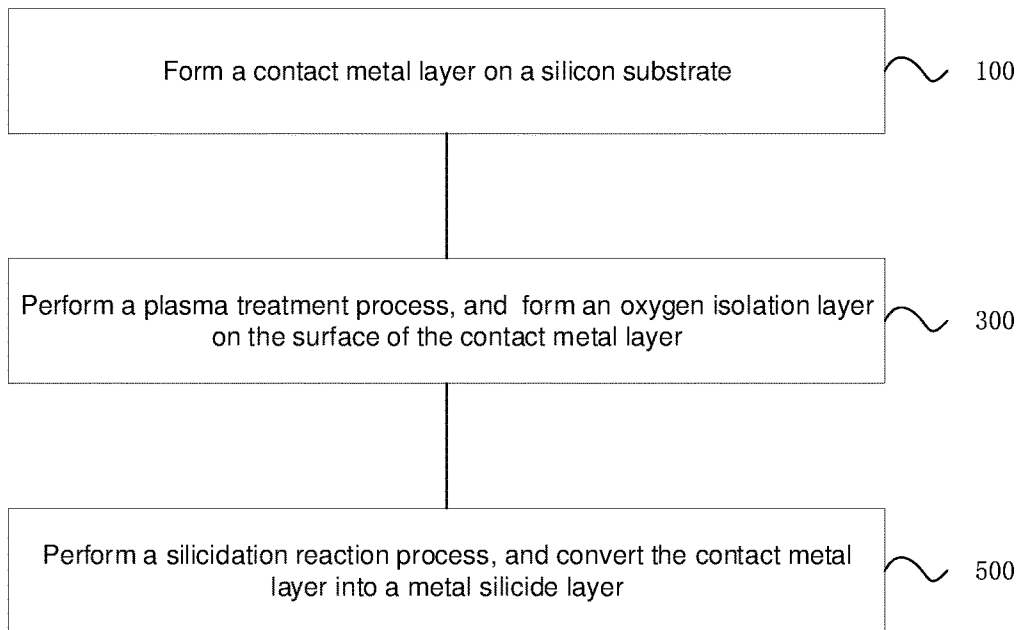 Form a contact metal layer on a silicon substrate
100
Perform a plasma treatment process, and form an oxygen isolation layer
on the surface of the contact metal layer
300
Perform a silicidation reaction process, and convert the contact metal
layer into a metal silicide layer
500